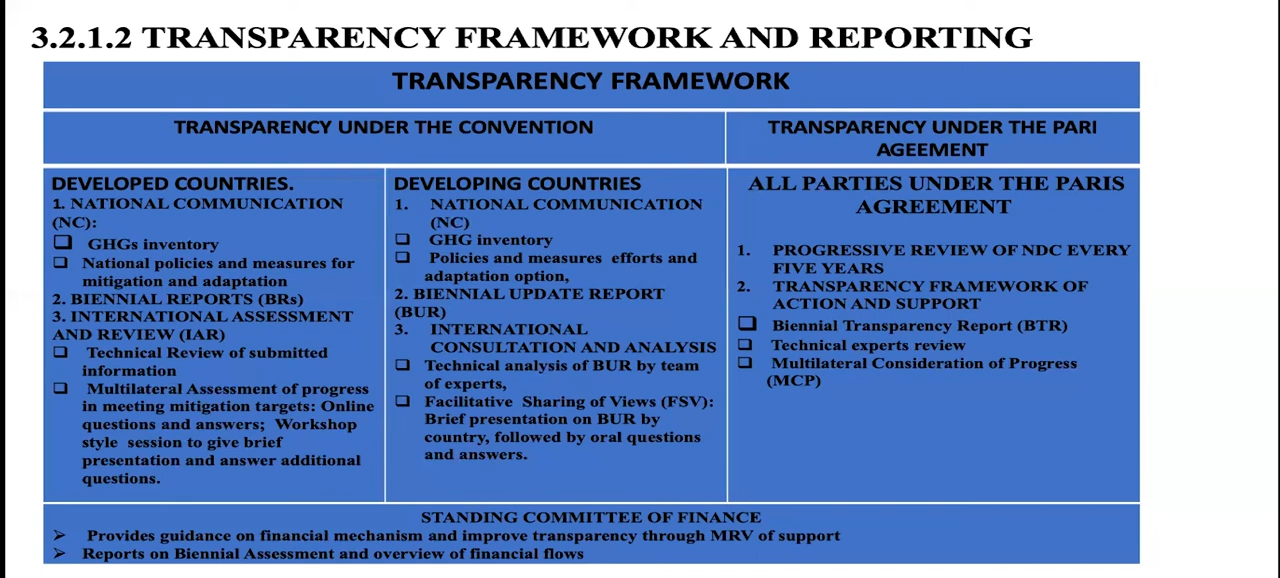 3.2.1.2 TRANSPARENCY FRAMEWORK AND REPORTING
TRANSPARENCY FRAMEWORK
TRANSPARENCY UNDER THE CONVENTION
TRANSPARENCY UNDER THE PARI
AGEEMENT
DEVELOPED COUNTRIES.
1. NATIONAL COMMUNICATION
(NC):
GHGs inventory
National policies and measures for
mitigation and adaptation
2. BIENNIAL REPORTS (BRs)
3. INTERNATIONAL ASSESSMENT
AND REVIEW (IAR)
Technical Review of submitted
information
Multilateral Assessment of progress
in meeting mitigation targets: Online
questions and answers; Workshop
style session to give brief
presentation and answer additional
questions.
DEVELOPING COUNTRIES
1. NATIONAL COMMUNICATION
(NC)
GHG inventory
Policies and measures efforts and
adaptation option,
2. BIENNIAL UPDATE REPORT
(BUR)
3. INTERNATIONAL
CONSULTATION AND ANALYSIS
Technical analysis of BUR by team
of experts,
Facilitative Sharing of Views (FSV):
Brief presentation on BUR by
country, followed by oral questions
and answers.
ALL PARTIES UNDER THE PARIS
AGREEMENT
1. PROGRESSIVE REVIEW OF NDC EVERY
FIVE YEARS
2. TRANSPARENCY FRAMEWORK OF
ACTION AND SUPPORT
Biennial Transparency Report (BTR)
Technical experts review
Multilateral Consideration of Progress
(MCP)
STANDING COMMITTEE OF FINANCE
Provides guidance on financial mechanism and improve transparency through MRV of support
Reports on Biennial Assessment and overview of financial flows